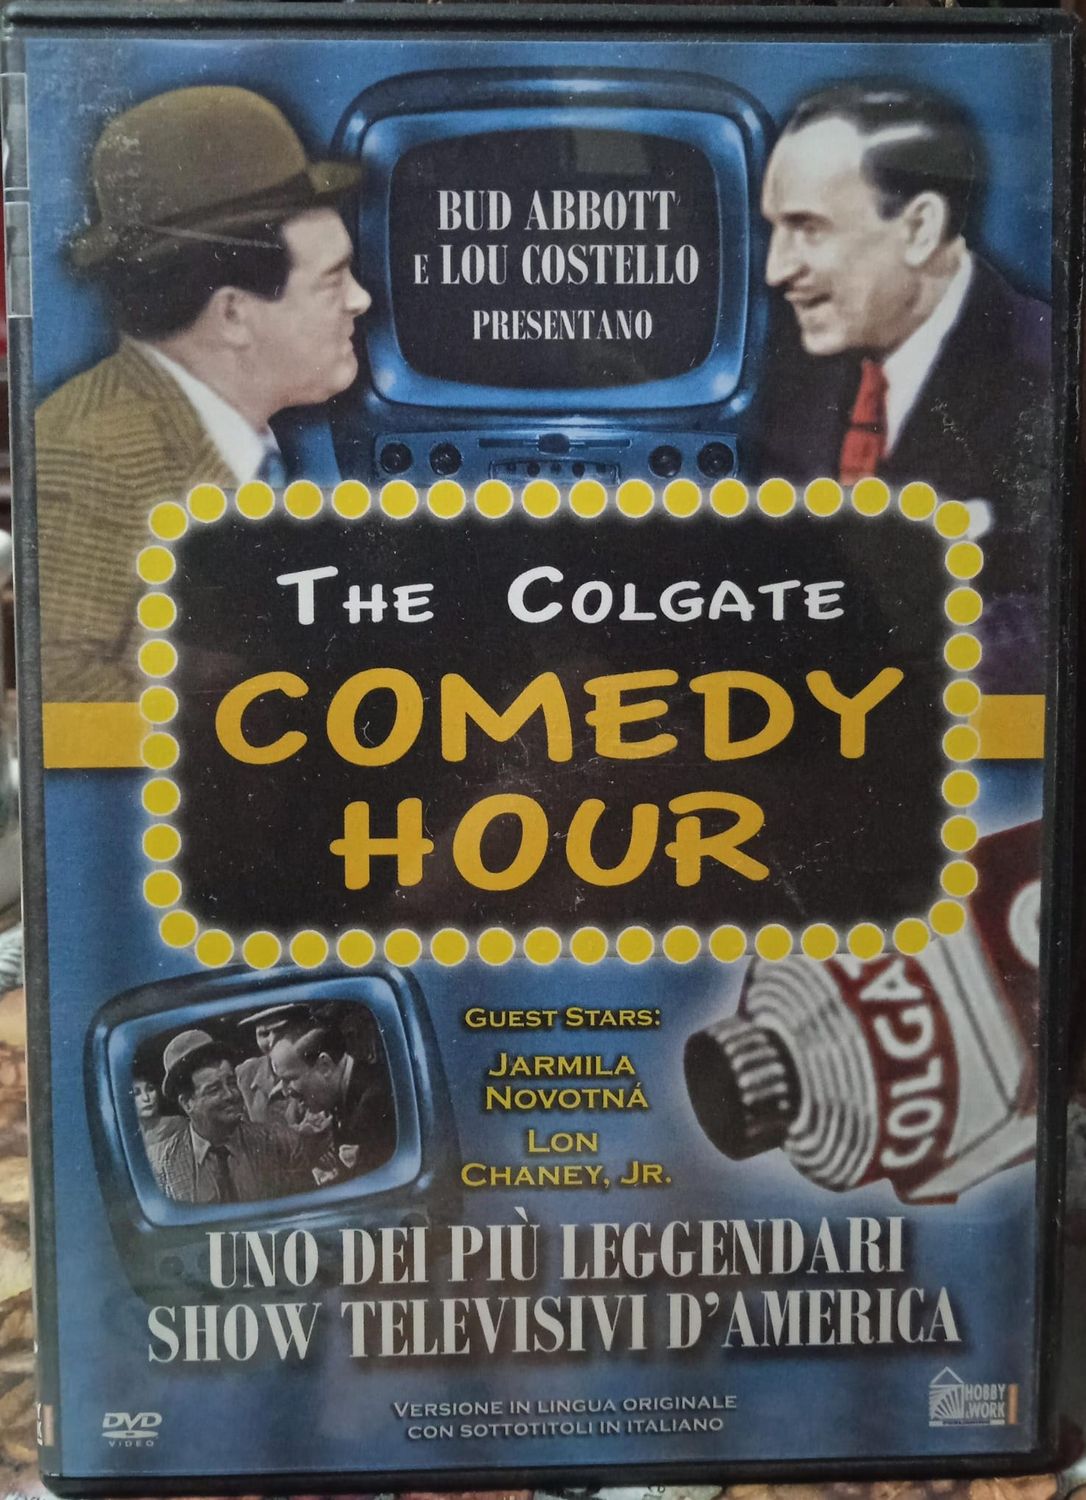 BUD ABBOTT
E LOU COSTELLO
PRESENTANO
THE COLGATE
COMEDY
HOUR
GUEST STARS:
JARMILA
NOVOTNÁ
LON
CHANEY, JR.
COLGAT
UNO DEI PIÙ LEGGENDARI
SHOW TELEVISIVI D'AMERICA
VERSIONE IN LINGUA ORIGINALE
CON SOTTOTITOLI IN ITALIANO
DVD
VIDEO
HOBBY
& WORK